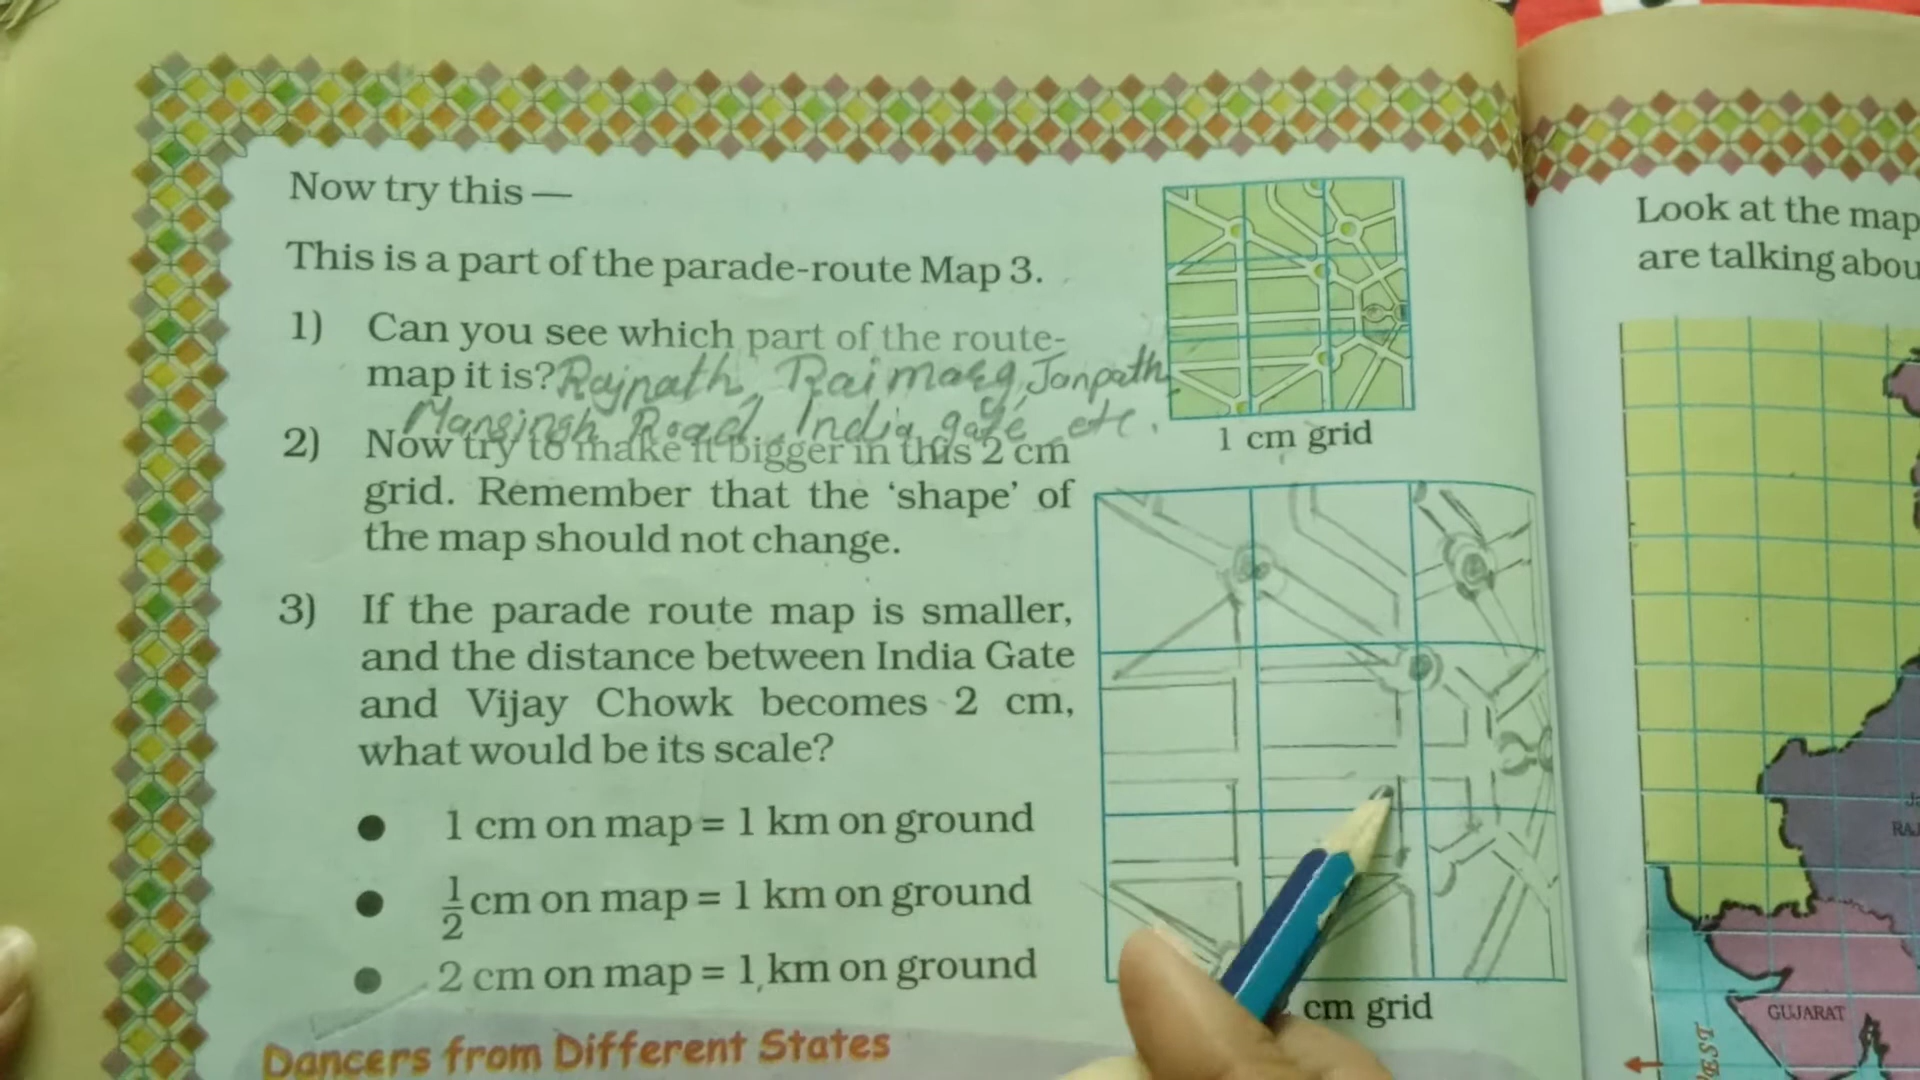 Now try this —
This is a part of the parade-route Map 3.
1) Can you see which part of the route-
map it is? Rajpath, Raimarg, Janpath
Mansingh Road, India gate, etc.
2) Now try to make it bigger in this 2 cm
grid. Remember that the ‘shape’ of
the map should not change.
3) If the parade route map is smaller,
and the distance between India Gate
and Vijay Chowk becomes 2 cm,
what would be its scale?
● 1 cm on map = 1 km on ground
● 1/2 cm on map = 1 km on ground
● 2 cm on map = 1 km on ground
Dancers from Different States
1 cm grid
cm grid
Look at the map
are talking abou
GUJARAT